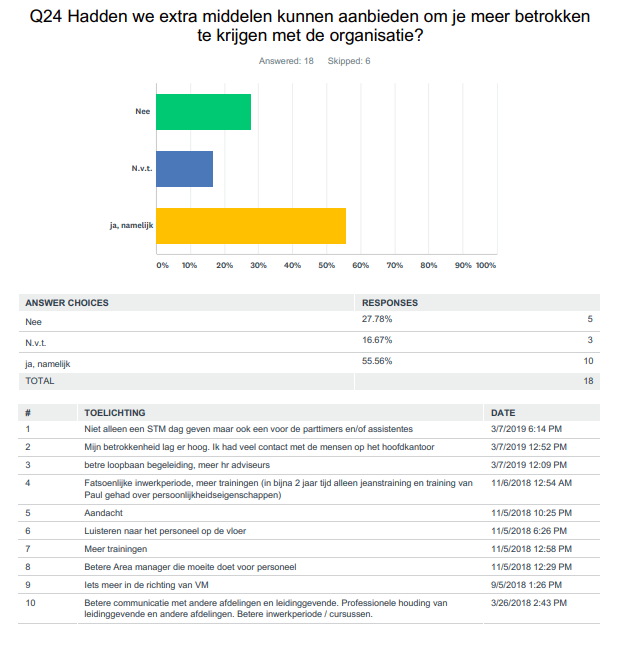 Q24 Hadden we extra middelen kunnen aanbieden om je meer betrokken
te krijgen met de organisatie?
Answered: 18 Skipped: 6
Nee
N.v.t.
ja, namelijk
0% 10% 20% 30% 40% 50% 60% 70% 80% 90% 100%
ANSWER CHOICES RESPONSES
Nee 27.78% 5
N.v.t. 16.67% 3
ja, namelijk 55.56% 10
TOTAL 18
# TOELICHTING DATE
1 Niet alleen een STM dag geven maar ook een voor de parttimers en/of assistentes 3/7/2019 6:14 PM
2 Mijn betrokkenheid lag er hoog. Ik had veel contact met de mensen op het hoofdkantoor 3/7/2019 12:52 PM
3 betre loopbaan begeleiding, meer hr adviseurs 3/7/2019 12:09 PM
4 Fatsoenlijke inwerkperiode, meer trainingen (in bijna 2 jaar tijd alleen jeanstraining en training van 11/6/2018 12:54 AM
Paul gehad over persoonlijkheidseigenschappen)
5 Aandacht 11/5/2018 10:25 PM
6 Luisteren naar het personeel op de vloer 11/5/2018 6:26 PM
7 Meer trainingen 11/5/2018 12:58 PM
8 Betere Area manager die moeite doet voor personeel 11/5/2018 12:29 PM
9 Iets meer in de richting van VM 9/5/2018 1:26 PM
10 Betere communicatie met andere afdelingen en leidinggevende. Professionele houding van 3/26/2018 2:43 PM
leidinggevende en andere afdelingen. Betere inwerkperiode / cursussen.